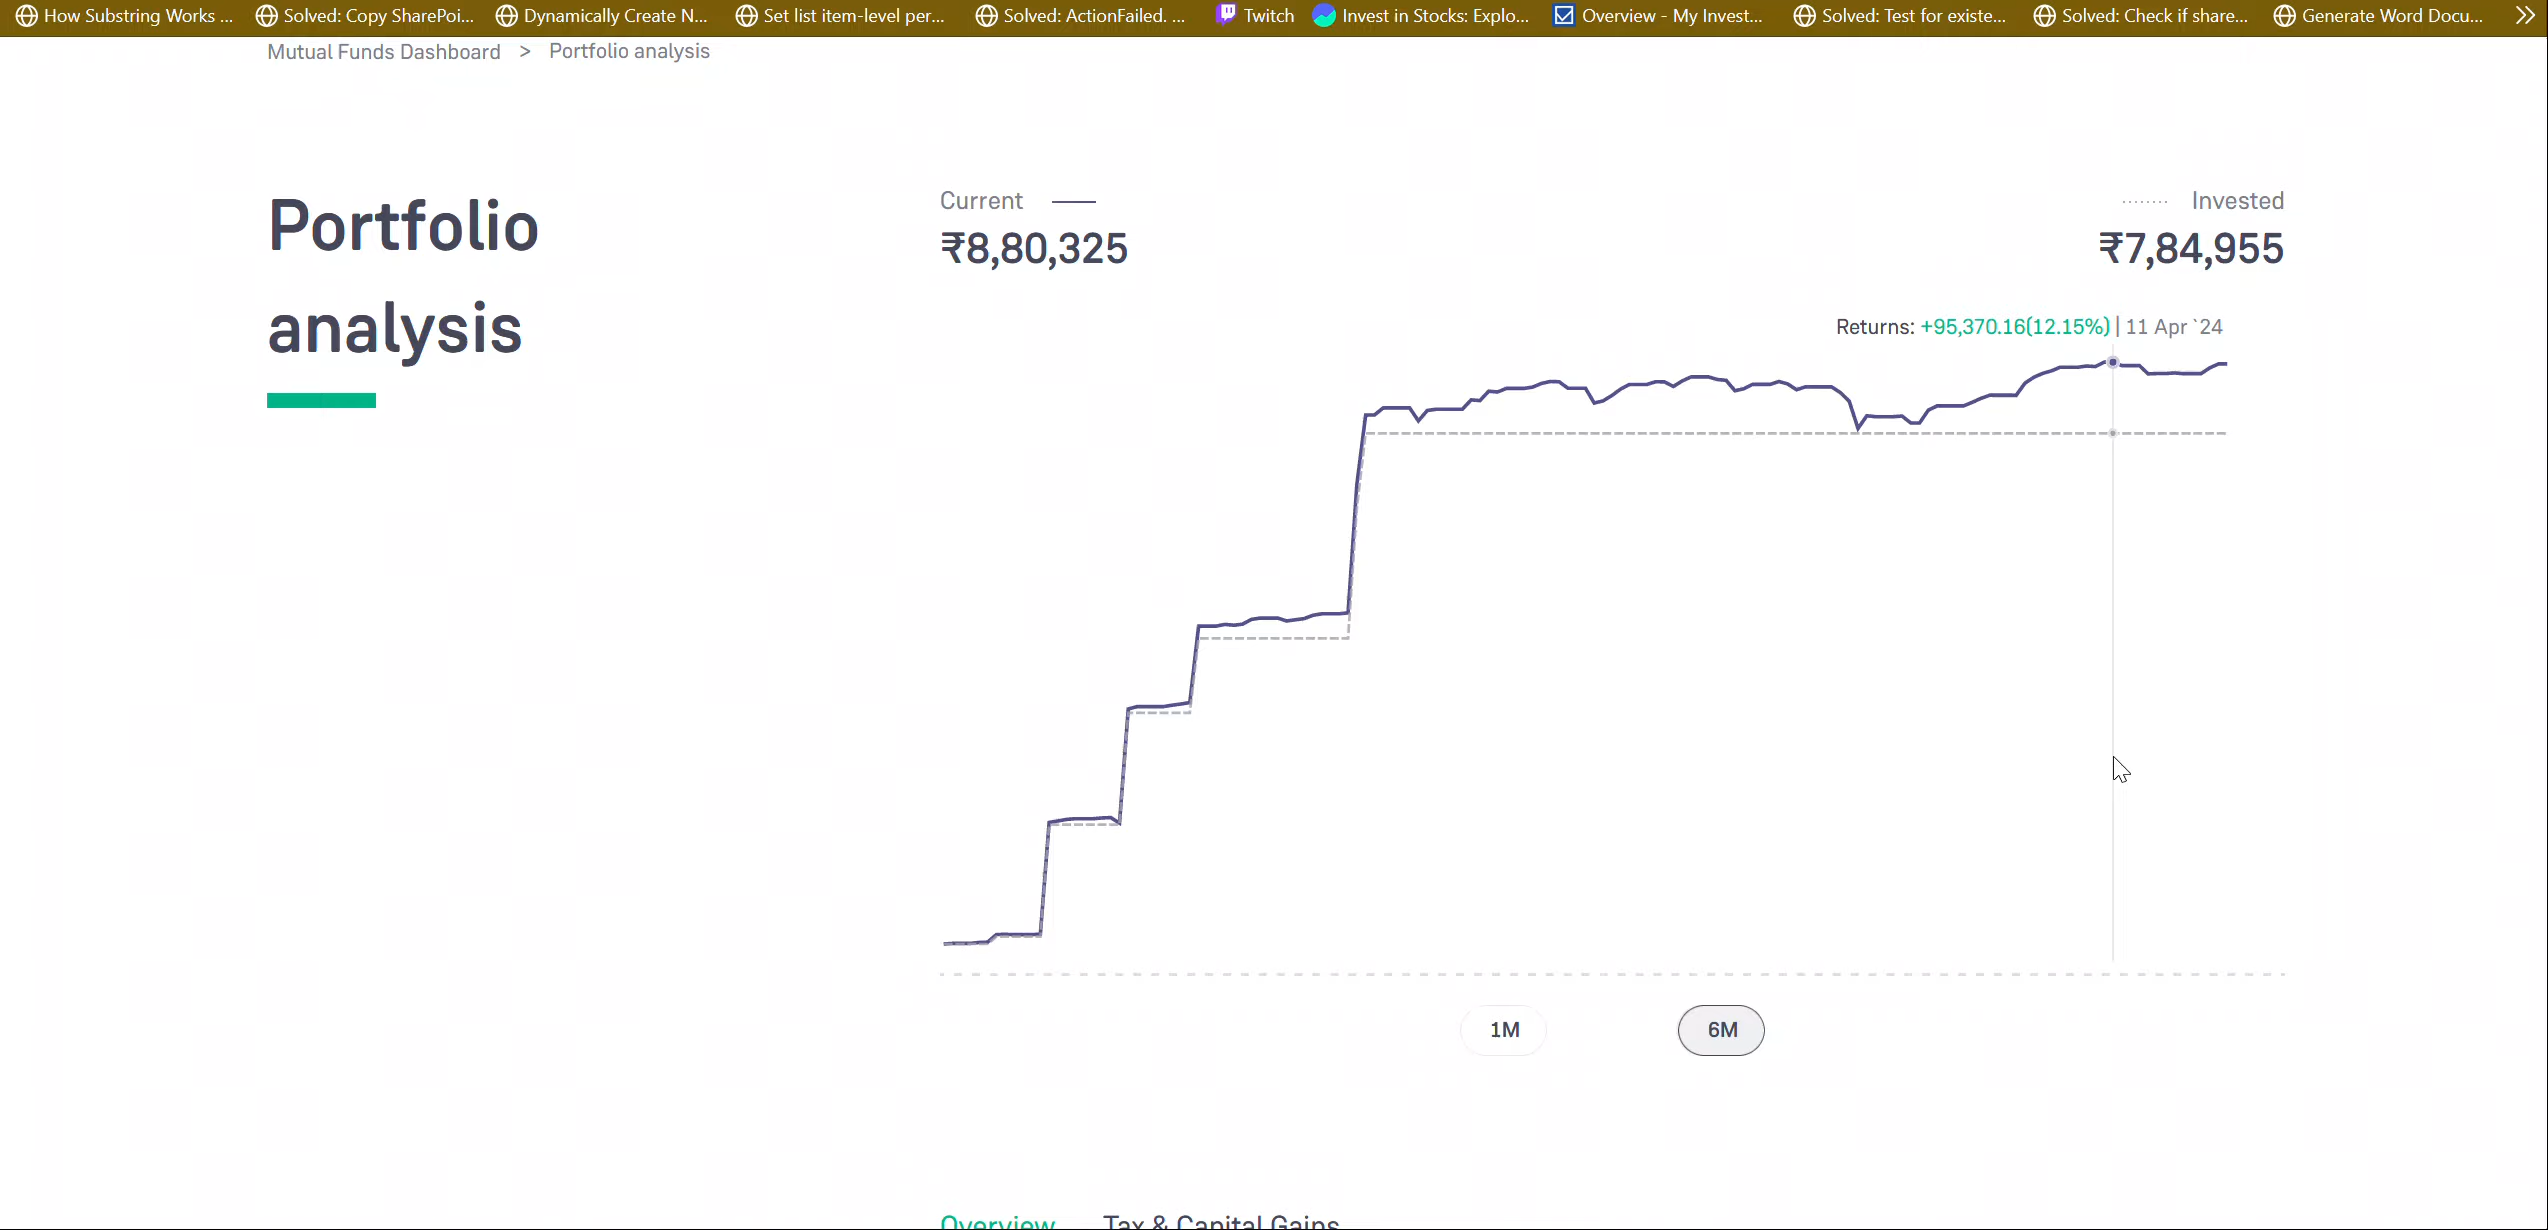 How Substring Works ... Solved: Copy SharePoi... Dynamically Create N... Set list item-level per... Solved: ActionFailed. ... Twitch Invest in Stocks: Explo... Overview - My Invest... Solved: Test for existe... Solved: Check if share... Generate Word Docu...
Mutual Funds Dashboard > Portfolio analysis
Portfolio
analysis
Current
₹8,80,325
Invested
₹7,84,955
Returns: +95,370.16(12.15%) | 11 Apr `24
1M 6M
Overview Tax & Capital Gains